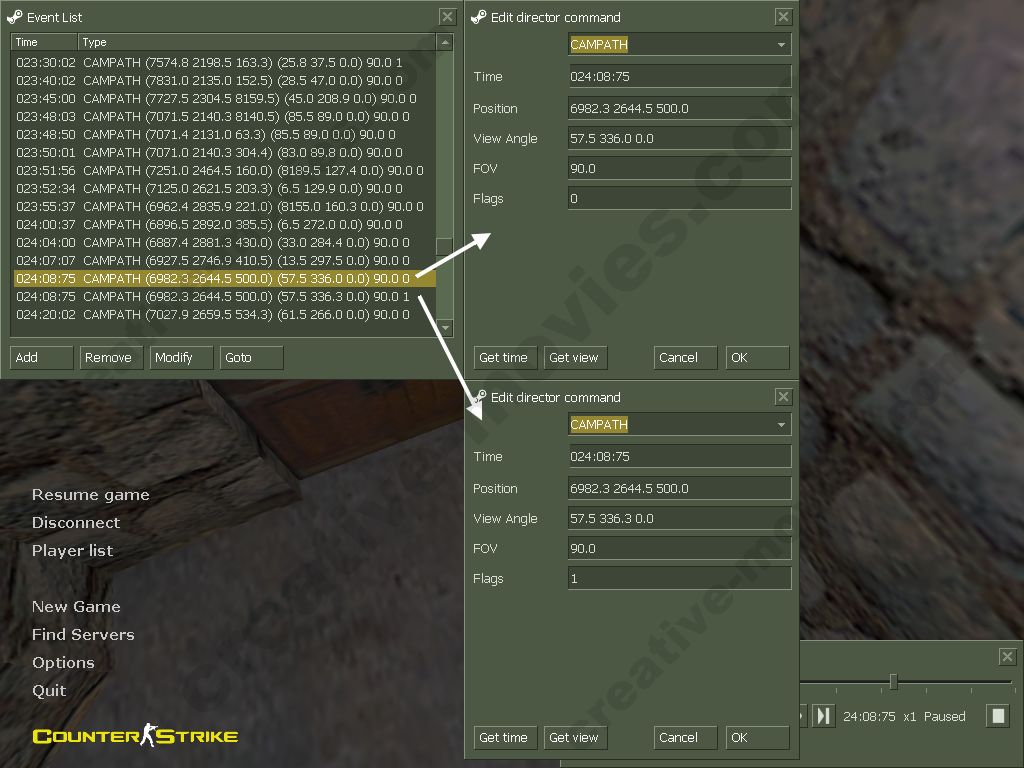 Event List
Time Type
023:30:02 CAMPATH (7574.8 2198.5 163.3) (25.8 37.5 0.0) 90.0 1
023:40:02 CAMPATH (7831.0 2135.0 152.5) (28.5 47.0 0.0) 90.0 0
023:45:00 CAMPATH (7727.5 2304.5 8159.5) (45.0 208.9 0.0) 90.0 0
023:48:03 CAMPATH (7071.5 2140.3 8140.5) (85.5 89.0 0.0) 90.0 0
023:48:50 CAMPATH (7071.4 2131.0 63.3) (85.5 89.0 0.0) 90.0 0
023:50:01 CAMPATH (7071.0 2140.3 304.4) (83.0 89.8 0.0) 90.0 0
023:51:56 CAMPATH (7251.0 2464.5 160.0) (8189.5 127.4 0.0) 90.0 0
023:52:34 CAMPATH (7125.0 2621.5 203.3) (6.5 129.9 0.0) 90.0 0
023:55:37 CAMPATH (6962.4 2835.9 221.0) (8155.0 160.3 0.0) 90.0 0
024:00:37 CAMPATH (6896.5 2892.0 385.5) (6.5 272.0 0.0) 90.0 0
024:04:00 CAMPATH (6887.4 2881.3 430.0) (33.0 284.4 0.0) 90.0 0
024:07:07 CAMPATH (6927.5 2746.9 410.5) (13.5 297.5 0.0) 90.0 0
024:08:75 CAMPATH (6982.3 2644.5 500.0) (57.5 336.0 0.0) 90.0 0
024:08:75 CAMPATH (6982.3 2644.5 500.0) (57.5 336.3 0.0) 90.0 1
024:20:02 CAMPATH (7027.9 2659.5 534.3) (61.5 266.0 0.0) 90.0 0
Add Remove Modify Goto
Edit director command
CAMPATH
Time 024:08:75
Position 6982.3 2644.5 500.0
View Angle 57.5 336.0 0.0
FOV 90.0
Flags 0
Get time Get view Cancel OK
Edit director command
CAMPATH
Time 024:08:75
Position 6982.3 2644.5 500.0
View Angle 57.5 336.3 0.0
FOV 90.0
Flags 1
Get time Get view Cancel OK
Resume game
Disconnect
Player list
New Game
Find Servers
Options
Quit
COUNTER STRIKE
24:08:75 x1 Paused
creative-movies.com